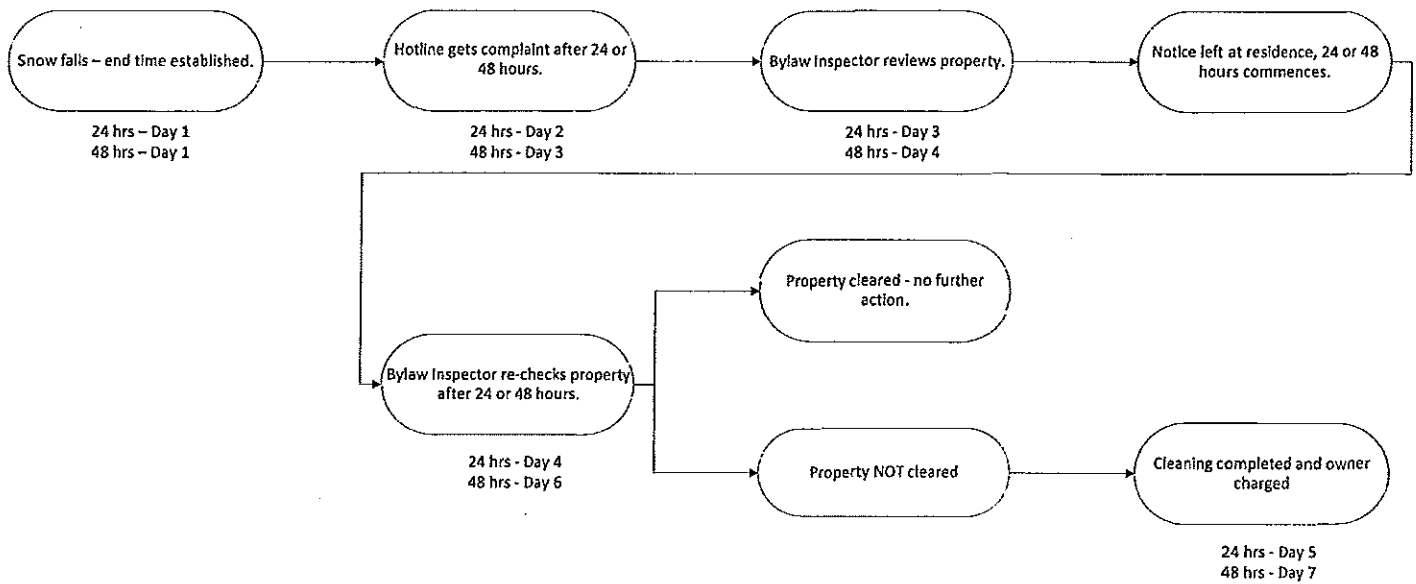 Snow falls – end time established.
24 hrs – Day 1
48 hrs – Day 1
Hotline gets complaint after 24 or
48 hours.
24 hrs - Day 2
48 hrs - Day 3
Bylaw Inspector reviews property.
24 hrs - Day 3
48 hrs - Day 4
Notice left at residence, 24 or 48
hours commences.
Bylaw Inspector re-checks property
after 24 or 48 hours.
24 hrs - Day 4
48 hrs - Day 6
Property cleared - no further
action.
Property NOT cleared
Cleaning completed and owner
charged
24 hrs - Day 5
48 hrs - Day 7